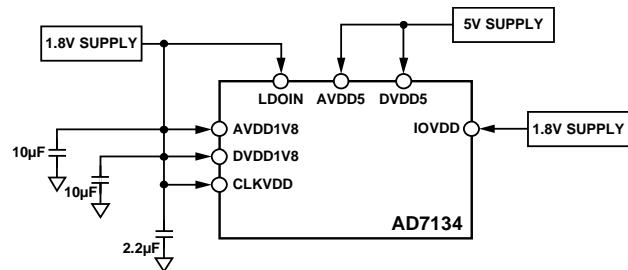 1.8V SUPPLY
5V SUPPLY
LDOIN
AVDD5
DVDD5
AVDD1V8
IOVDD
1.8V SUPPLY
10µF
DVDD1V8
10µF
CLKVDD
AD7134
2.2µF